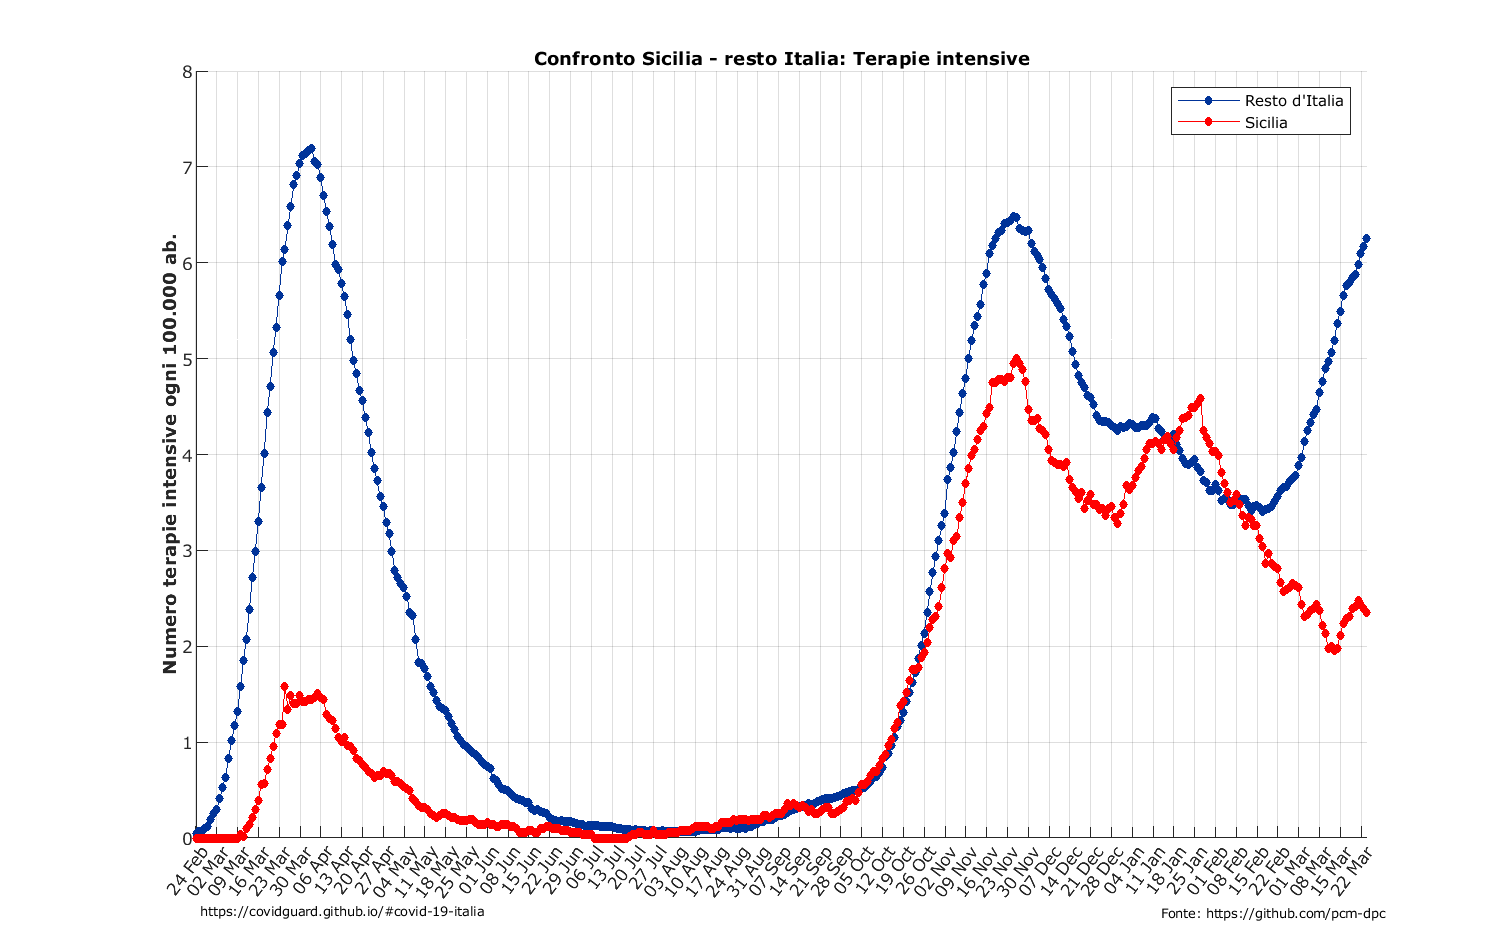 Confronto Sicilia - resto Italia: Terapie intensive
Numero terapie intensive ogni 100.000 ab.
8
7
6
5
4
3
2
1
0
Resto d'Italia
Sicilia
24 Feb
02 Mar
09 Mar
16 Mar
23 Mar
30 Mar
06 Apr
13 Apr
20 Apr
27 Apr
04 May
11 May
18 May
25 May
01 Jun
08 Jun
15 Jun
22 Jun
29 Jun
06 Jul
13 Jul
20 Jul
27 Jul
03 Aug
10 Aug
17 Aug
24 Aug
31 Aug
07 Sep
14 Sep
21 Sep
28 Sep
05 Oct
12 Oct
19 Oct
26 Oct
02 Nov
09 Nov
16 Nov
23 Nov
30 Nov
07 Dec
14 Dec
21 Dec
28 Dec
04 Jan
11 Jan
18 Jan
25 Jan
01 Feb
08 Feb
15 Feb
22 Feb
01 Mar
08 Mar
15 Mar
22 Mar
https://covidguard.github.io/#covid-19-italia
Fonte: https://github.com/pcm-dpc